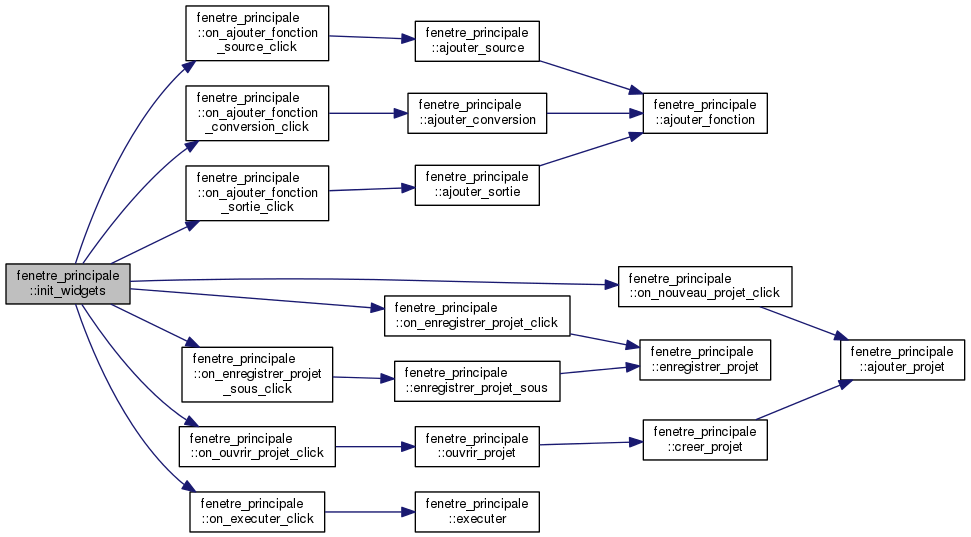 fenetre_principale
::init_widgets
fenetre_principale
::on_ajouter_fonction
_source_click
fenetre_principale
::ajouter_source
fenetre_principale
::ajouter_fonction
fenetre_principale
::on_ajouter_fonction
_conversion_click
fenetre_principale
::ajouter_conversion
fenetre_principale
::on_ajouter_fonction
_sortie_click
fenetre_principale
::ajouter_sortie
fenetre_principale
::on_nouveau_projet_click
fenetre_principale
::ajouter_projet
fenetre_principale
::on_enregistrer_projet_click
fenetre_principale
::enregistrer_projet
fenetre_principale
::on_enregistrer_projet
_sous_click
fenetre_principale
::enregistrer_projet_sous
fenetre_principale
::on_ouvrir_projet_click
fenetre_principale
::ouvrir_projet
fenetre_principale
::creer_projet
fenetre_principale
::on_executer_click
fenetre_principale
::executer